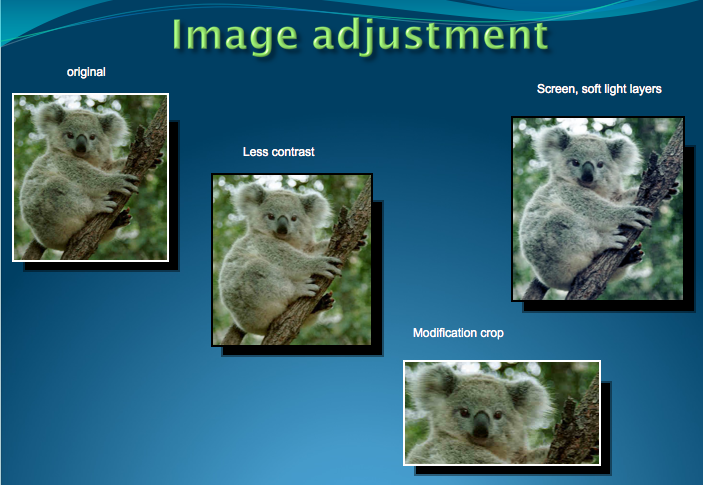 Image adjustment
original
Screen, soft light layers
Less contrast
Modification crop